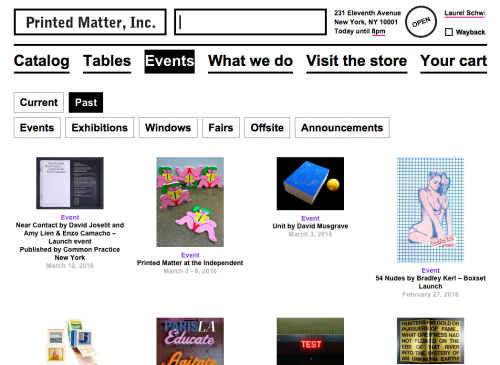 Printed Matter, Inc.
231 Eleventh Avenue
New York, NY 10001
Today until 8pm
OPEN
Laurel Schw
Wayback
Catalog Tables Events What we do Visit the store Your cart
Current Past
Events Exhibitions Windows Fairs Offsite Announcements
Event
Near Contact by David Joselit and
Amy Lien & Enzo Camacho –
Launch event
Published by Common Practice
New York
March 10, 2016
Event
Printed Matter at the Independent
March 3 - 6, 2016
Event
Unit by David Musgrave
March 3, 2016
Event
54 Nudes by Bradley Kerl – Boxset
Launch
February 27, 2016
PARIS LA
Educate
Agitate
TEST
HUNTERS FOR GOLD OR
PURSUERS OF FAME
WHAT GREATNESS HAD
NOT FLOATED ON THE
EBB OF THAT RIVER
INTO THE MYSTERY OF
AN UNKNOWN EARTH